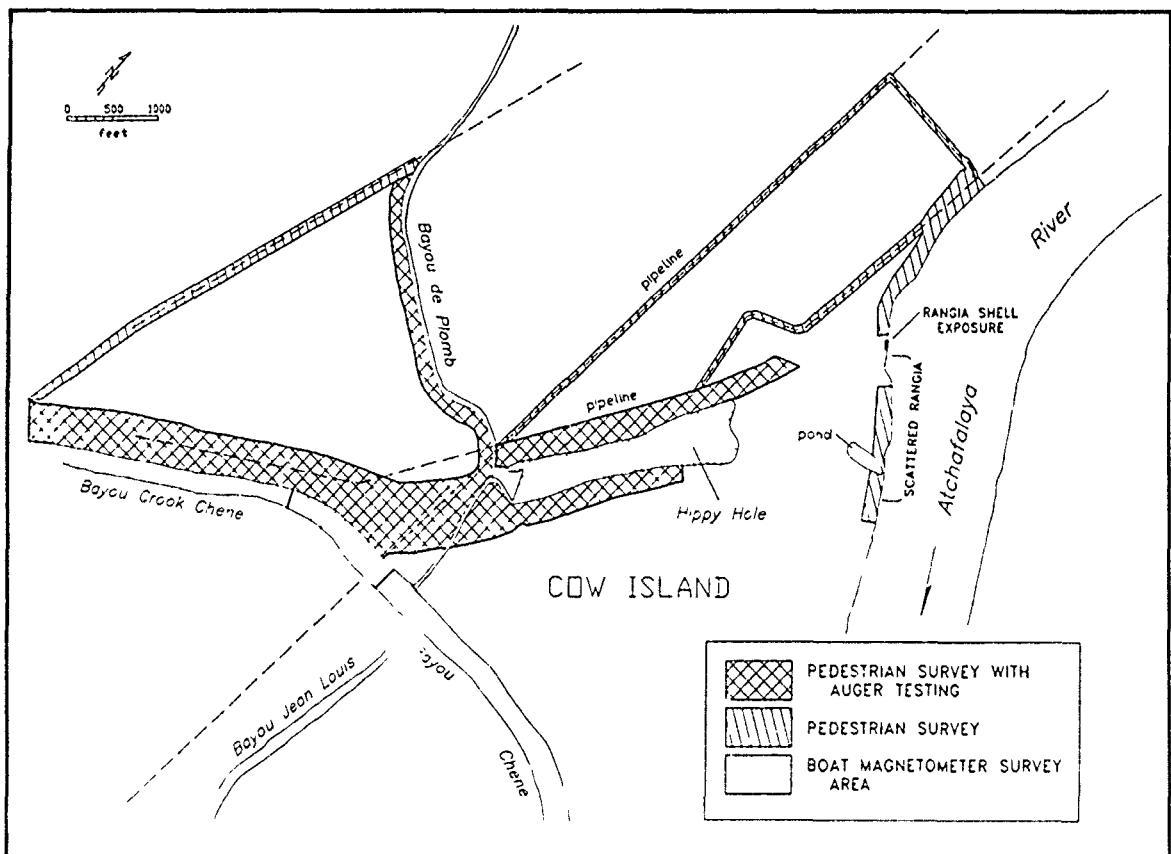 N
0 500 1000
feet
Bayou de Plomb
pipeline
River
RANGIA SHELL
EXPOSURE
SCATTERED RANGIA
pipeline
pond
Atchafalaya
Bayou Crook Chene
Hippy Hole
COW ISLAND
Bayou Jean Louis
Chene
PEDESTRIAN SURVEY WITH
AUGER TESTING
PEDESTRIAN SURVEY
BOAT MAGNETOMETER SURVEY
AREA